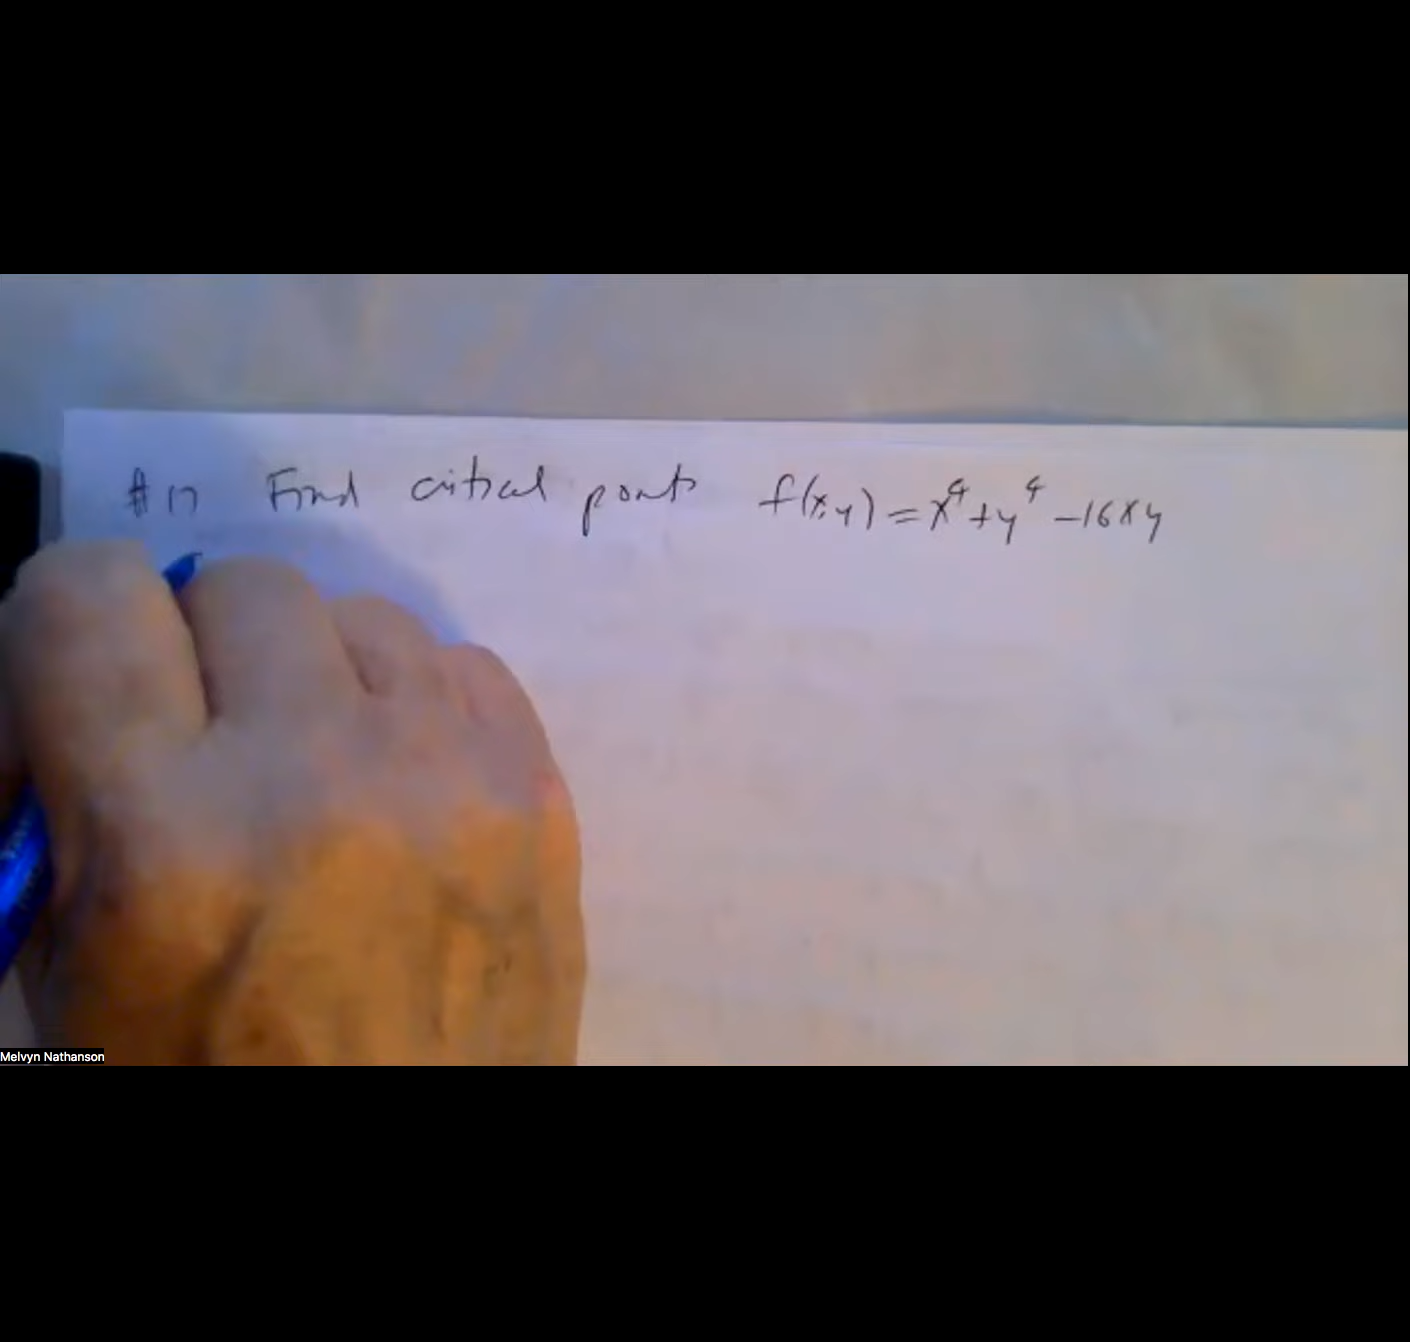 #17 Find critical points f(x,y) = x⁴ + y⁴ - 16xy
Melvyn Nathanson